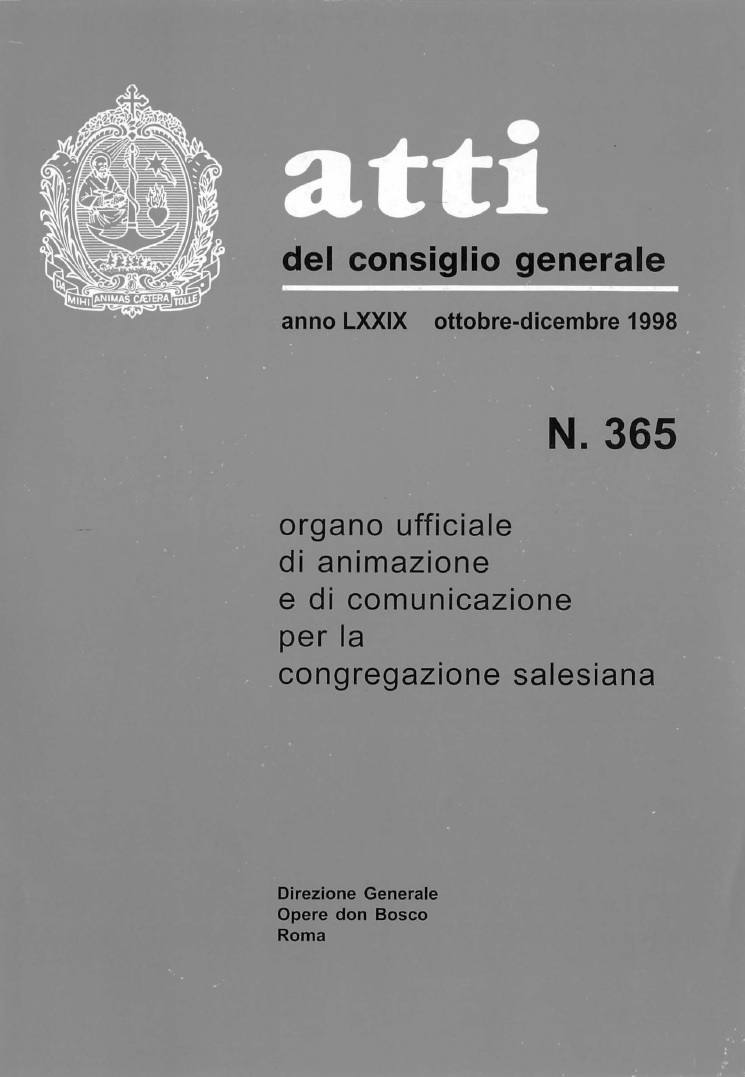 atti
del consiglio generale
anno LXXIX ottobre-dicembre 1998
N. 365
DA MIHI ANIMAS CÆTERA TOLLE
organo ufficiale
di animazione
e di comunicazione
per la
congregazione salesiana
Direzione Generale
Opere don Bosco
Roma